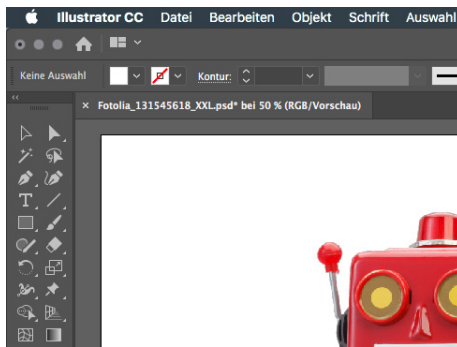 Illustrator CC Datei Bearbeiten Objekt Schrift Auswahl
Keine Auswahl Kontur:
× Fotolia_131545618_XXL.psd* bei 50 % (RGB/Vorschau)